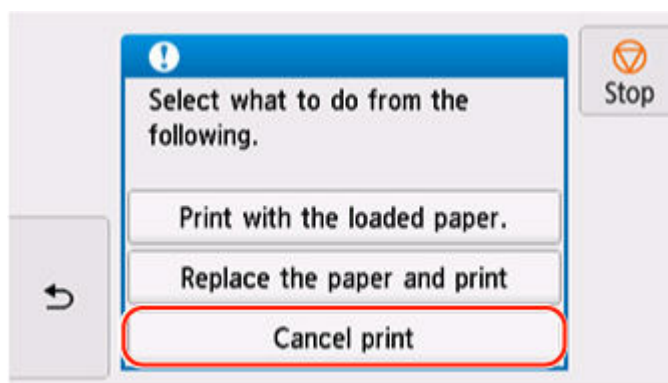 Select what to do from the
following.
Stop
Print with the loaded paper.
Replace the paper and print
Cancel print